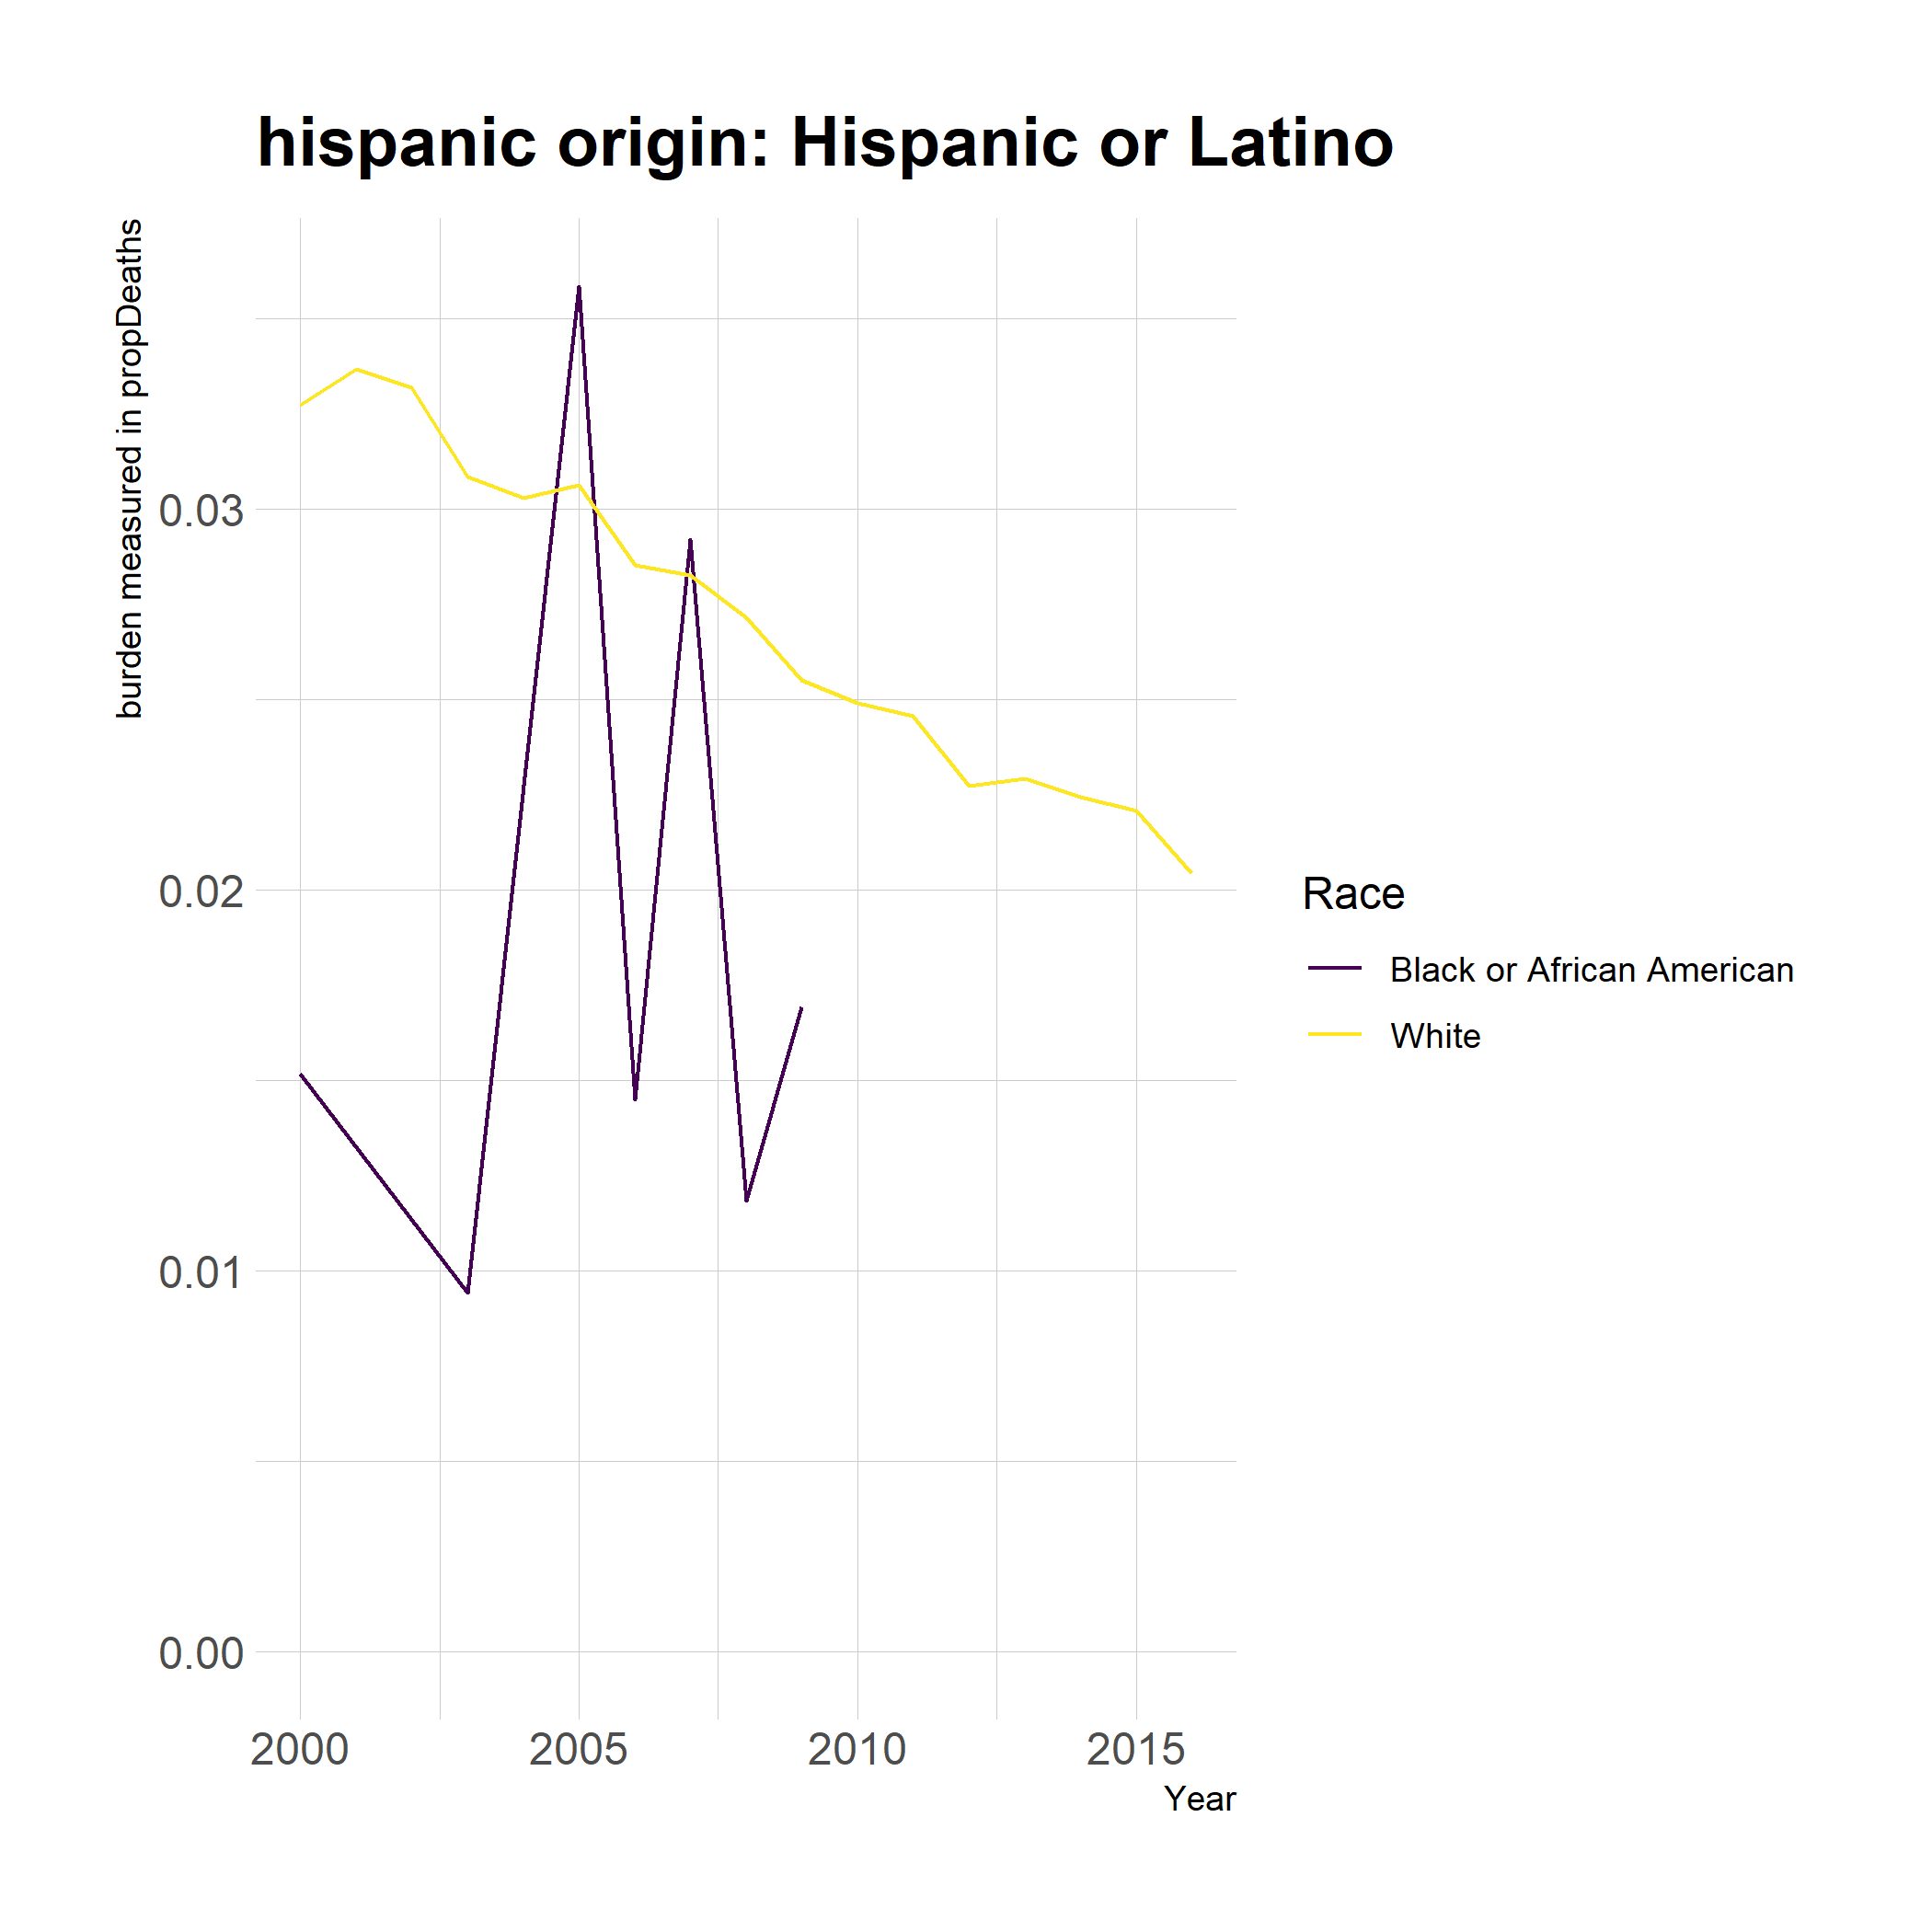 hispanic origin: Hispanic or Latino
burden measured in propDeaths
0.03
0.02
0.01
0.00
2000 2005 2010 2015
Year
Race
Black or African American
White